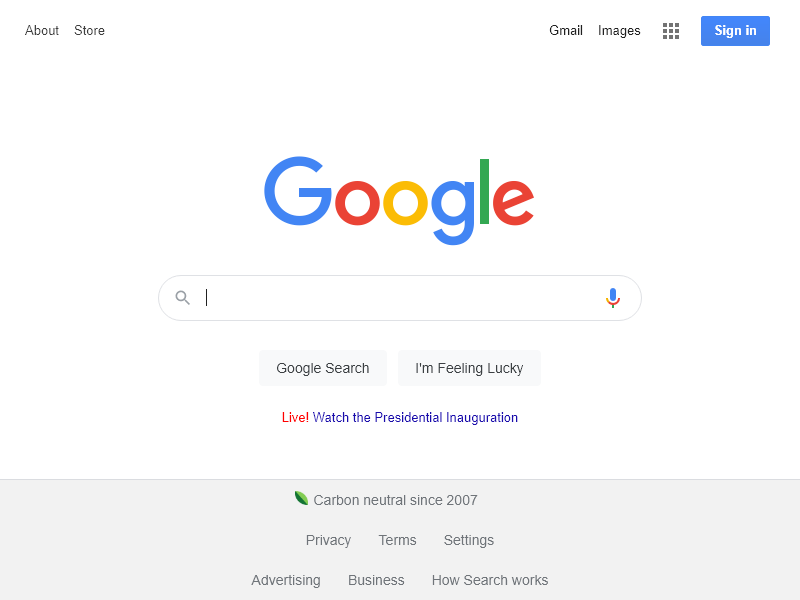 About Store Gmail Images Sign in
Google
Google Search I'm Feeling Lucky
Live! Watch the Presidential Inauguration
Carbon neutral since 2007
Privacy Terms Settings
Advertising Business How Search works